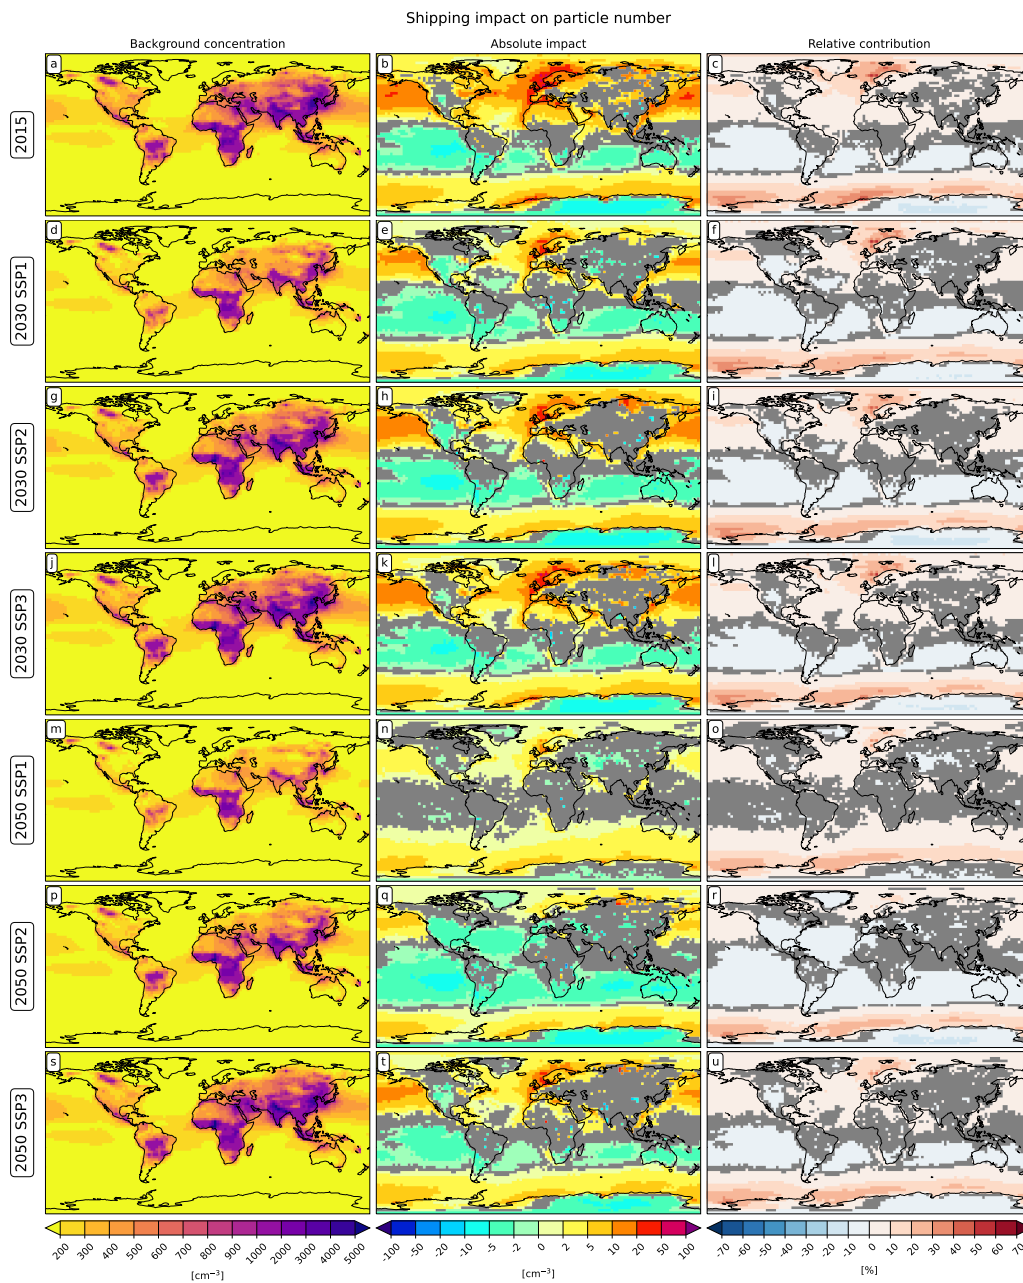 Shipping impact on particle number
Background concentration
Absolute impact
Relative contribution
2015
a
b
c
2030 SSP1
d
e
f
2030 SSP2
g
h
i
2030 SSP3
j
k
l
2050 SSP1
m
n
o
2050 SSP2
p
q
r
2050 SSP3
s
t
u
200 300 400 500 600 700 800 900 1000 2000 3000 4000 5000
[cm⁻³]
-100 -50 -20 -10 -5 -2 0 2 5 10 20 50 100
[cm⁻³]
-70 -60 -50 -40 -30 -20 -10 0 10 20 30 40 50 60 70
[%]